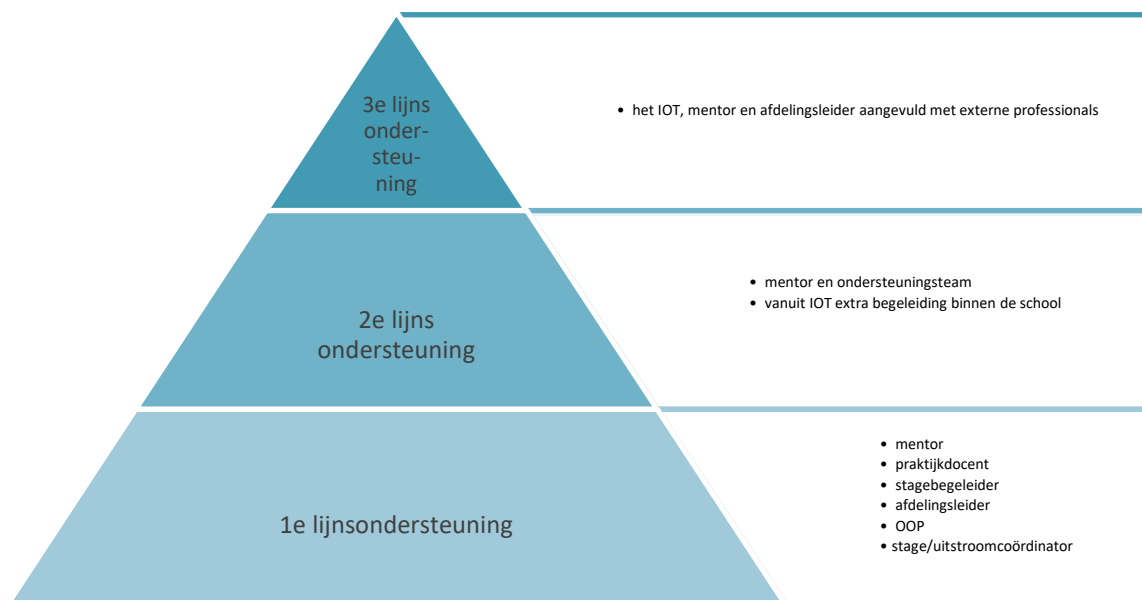 3e lijns
onder-
steu-
ning
• het IOT, mentor en afdelingsleider aangevuld met externe professionals
2e lijns
ondersteuning
• mentor en ondersteuningsteam
• vanuit IOT extra begeleiding binnen de school
1e lijnsondersteuning
• mentor
• praktijkdocent
• stagebegeleider
• afdelingsleider
• OOP
• stage/uitstroomcoördinator